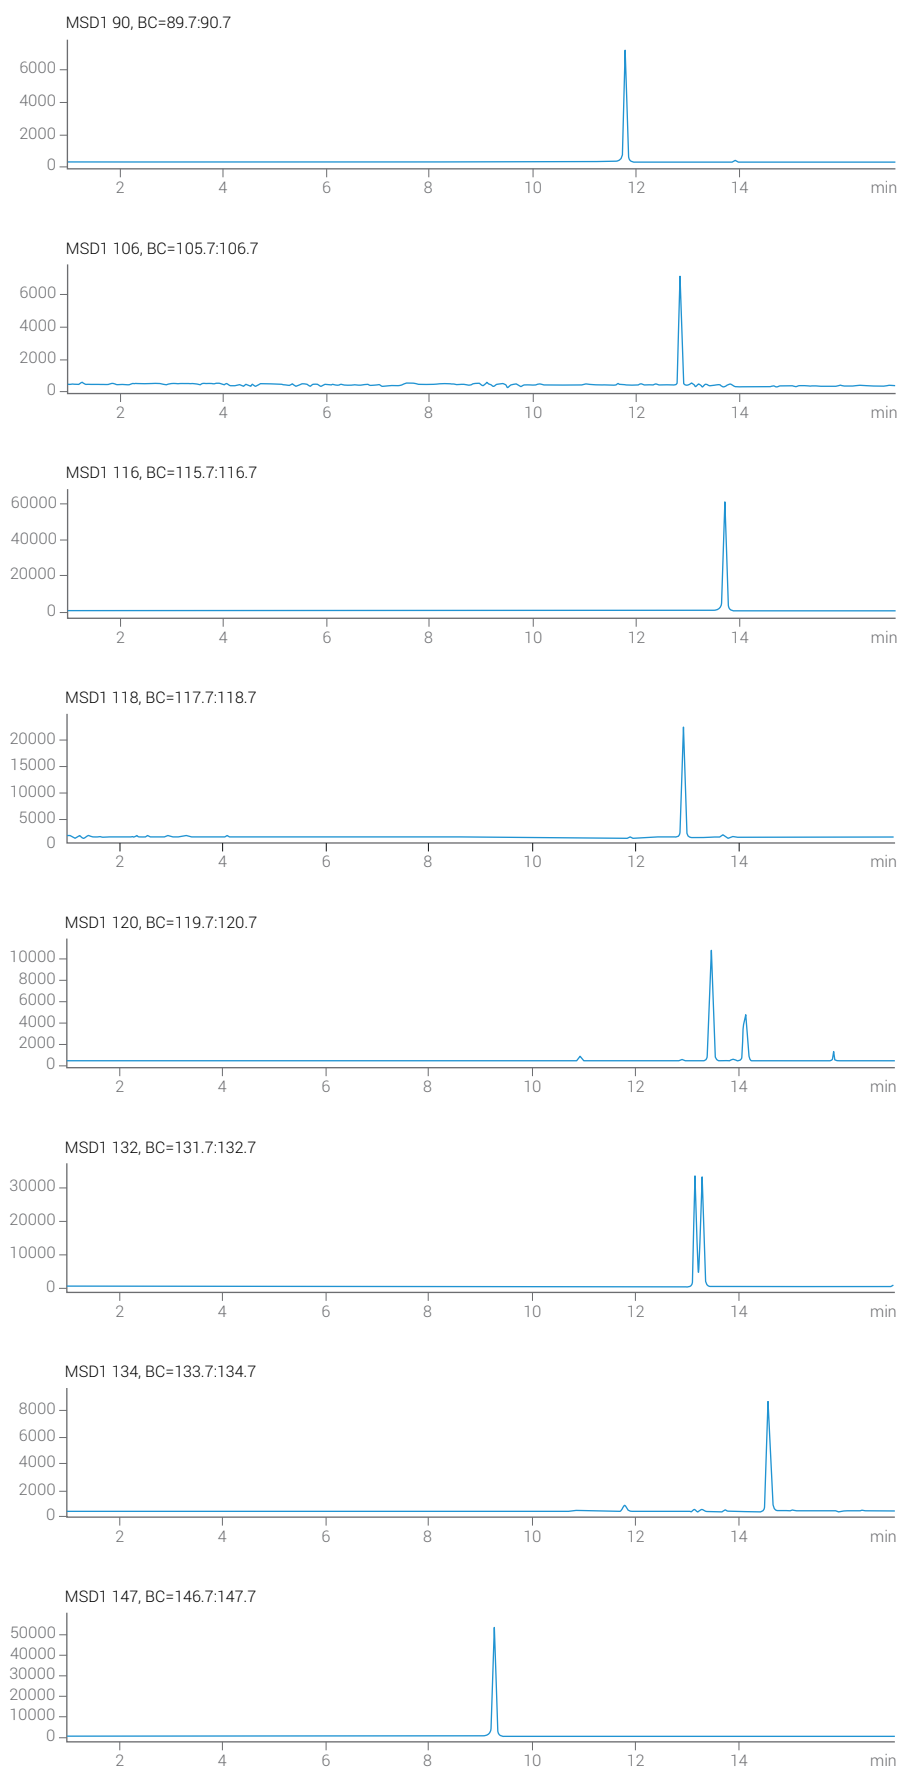 MSD1 90, BC=89.7:90.7
6000
4000
2000
0
2 4 6 8 10 12 14 min
MSD1 106, BC=105.7:106.7
6000
4000
2000
0
2 4 6 8 10 12 14 min
MSD1 116, BC=115.7:116.7
60000
40000
20000
0
2 4 6 8 10 12 14 min
MSD1 118, BC=117.7:118.7
20000
15000
10000
5000
0
2 4 6 8 10 12 14 min
MSD1 120, BC=119.7:120.7
10000
8000
6000
4000
2000
0
2 4 6 8 10 12 14 min
MSD1 132, BC=131.7:132.7
30000
20000
10000
0
2 4 6 8 10 12 14 min
MSD1 134, BC=133.7:134.7
8000
6000
4000
2000
0
2 4 6 8 10 12 14 min
MSD1 147, BC=146.7:147.7
50000
40000
30000
20000
10000
0
2 4 6 8 10 12 14 min